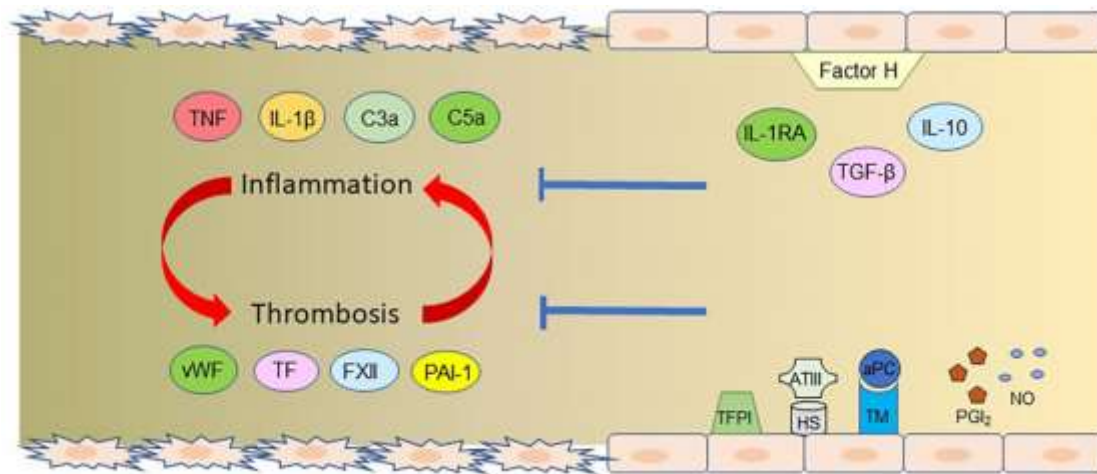 Factor H
TNF IL-1β C3a C5a
IL-1RA IL-10
TGF-β
Inflammation
Thrombosis
vWF TF FXII PAI-1
TFPI ATIII HS aPC TM PGI₂ NO